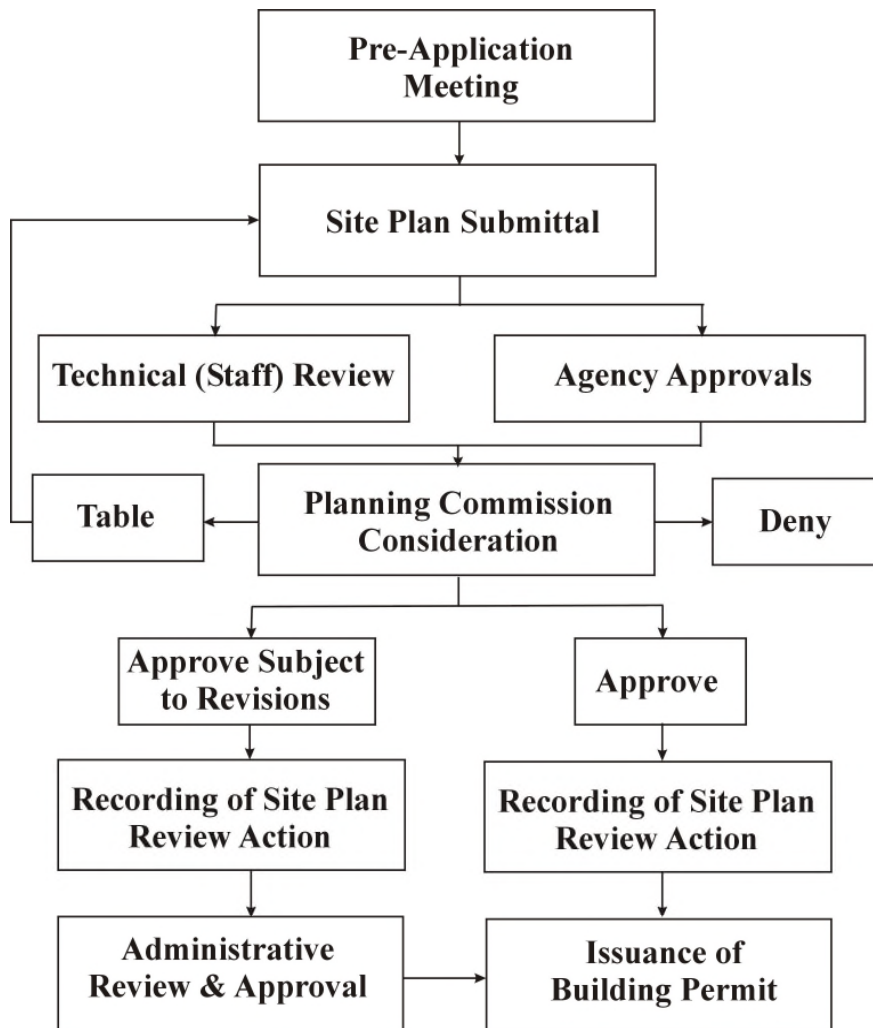 Pre-Application
Meeting
Site Plan Submittal
Technical (Staff) Review
Agency Approvals
Table
Planning Commission
Consideration
Deny
Approve Subject
to Revisions
Approve
Recording of Site Plan
Review Action
Recording of Site Plan
Review Action
Administrative
Review & Approval
Issuance of
Building Permit